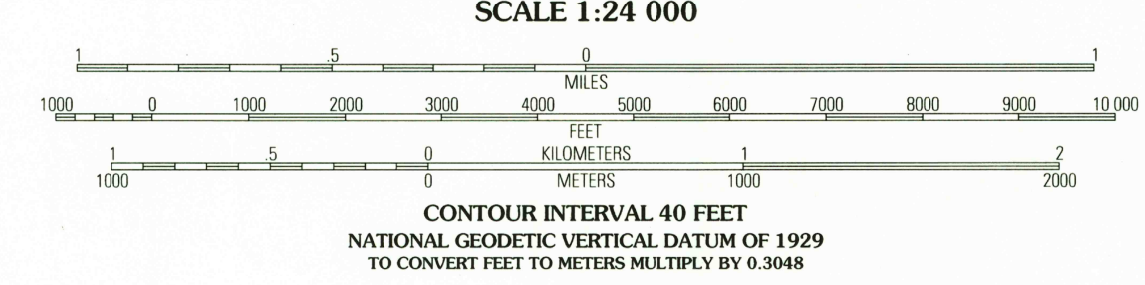 SCALE 1:24 000
1 .5 0 1
MILES
1000 0 1000 2000 3000 4000 5000 6000 7000 8000 9000 10 000
FEET
1 .5 0 KILOMETERS 1 2
1000 0 METERS 1000 2000
CONTOUR INTERVAL 40 FEET
NATIONAL GEODETIC VERTICAL DATUM OF 1929
TO CONVERT FEET TO METERS MULTIPLY BY 0.3048